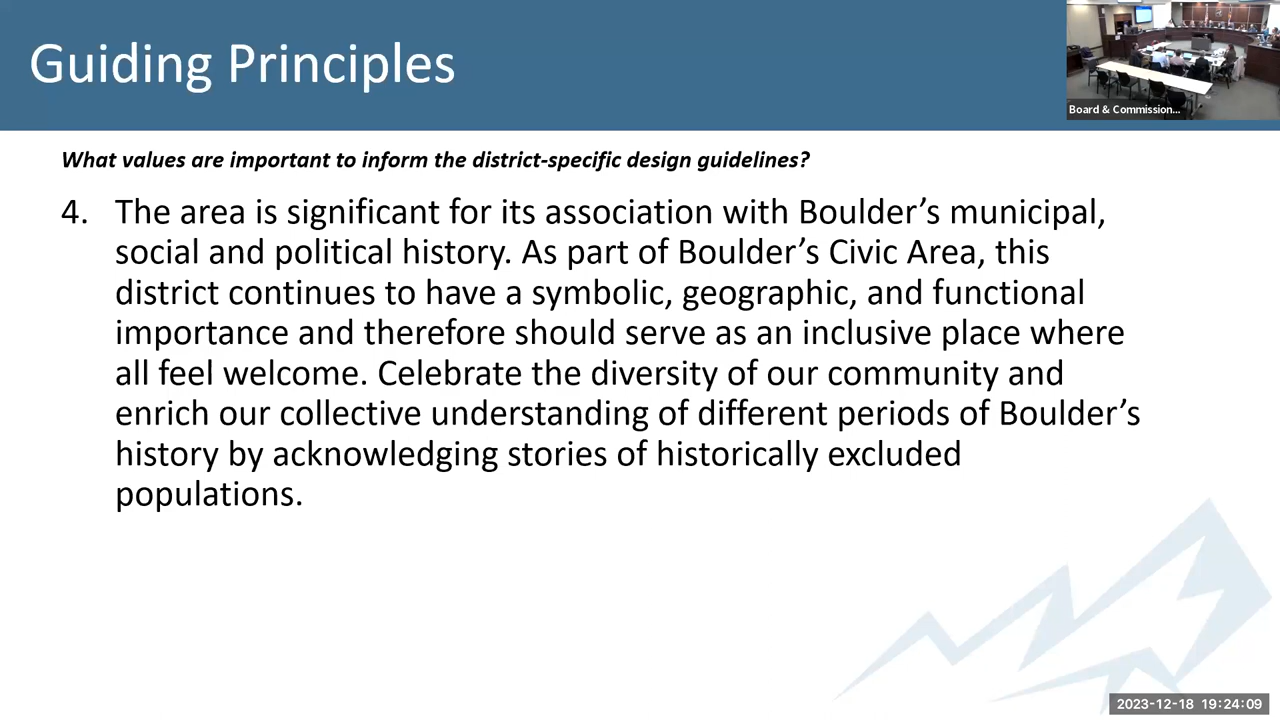 Guiding Principles
Board & Commission...
What values are important to inform the district-specific design guidelines?
4. The area is significant for its association with Boulder’s municipal,
social and political history. As part of Boulder’s Civic Area, this
district continues to have a symbolic, geographic, and functional
importance and therefore should serve as an inclusive place where
all feel welcome. Celebrate the diversity of our community and
enrich our collective understanding of different periods of Boulder’s
history by acknowledging stories of historically excluded
populations.
2023-12-18 19:24:09